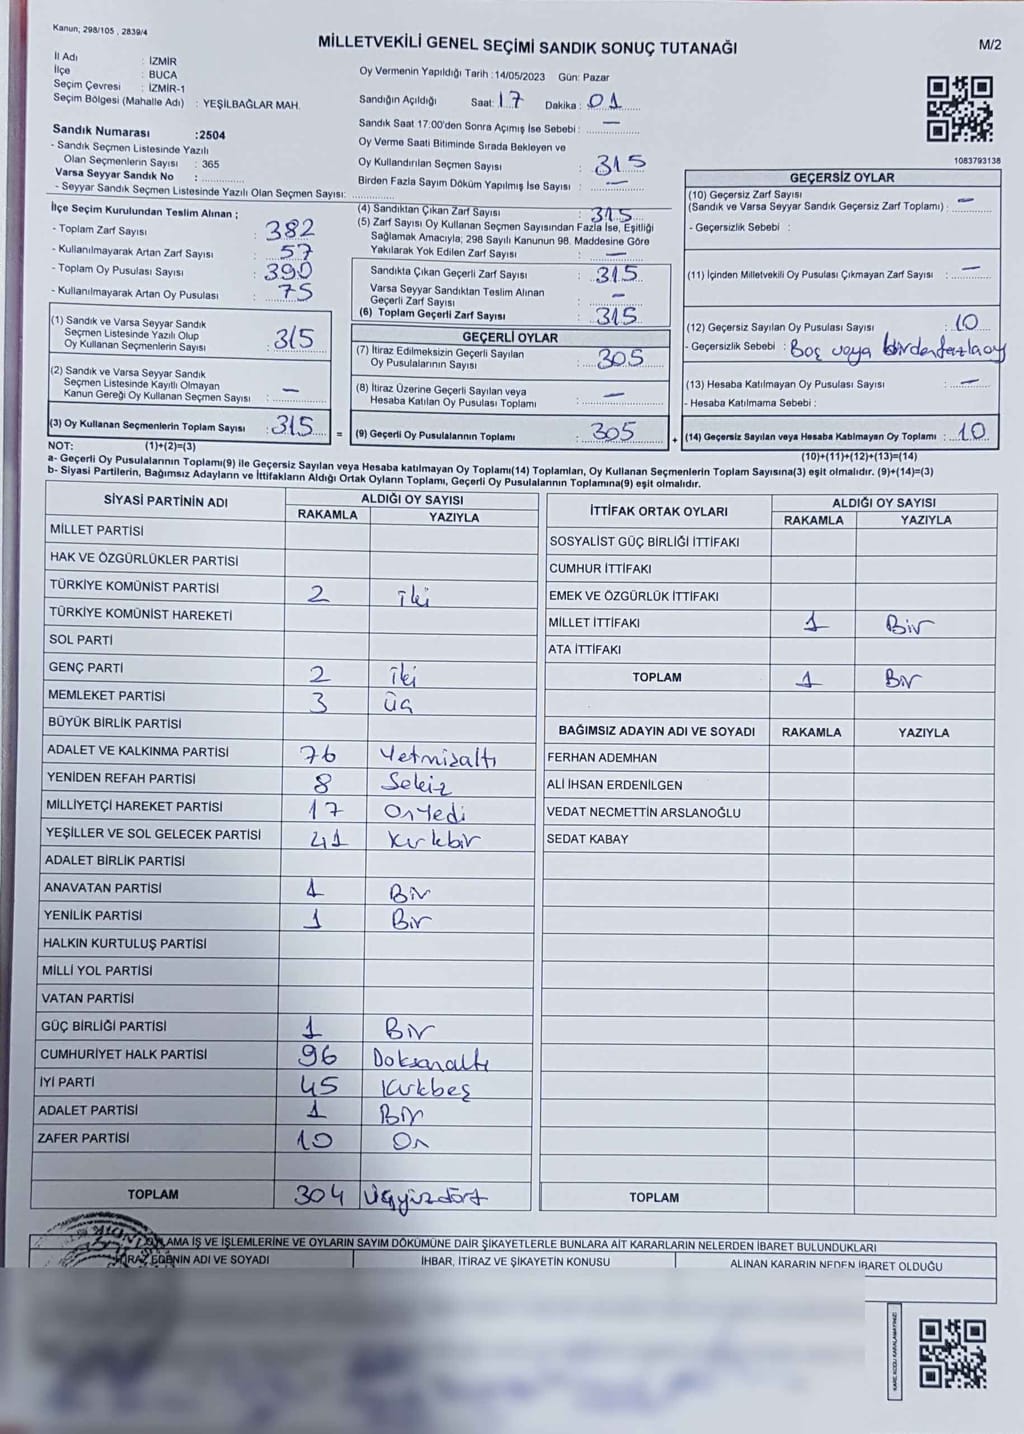 Kanun; 298/105 , 2839/4
MİLLETVEKİLİ GENEL SEÇİMİ SANDIK SONUÇ TUTANAĞI
M/2
İl Adı : İZMİR
İlçe : BUCA
Seçim Çevresi : İZMİR-1
Seçim Bölgesi (Mahalle Adı) : YEŞİLBAĞLAR MAH.
Oy Vermenin Yapıldığı Tarih :14/05/2023 Gün: Pazar
Sandığın Açıldığı Saat: 17 Dakika : 01
Sandık Saat 17:00'den Sonra Açımış İse Sebebi : —
Oy Verme Saati Bitiminde Sırada Bekleyen ve
Oy Kullandırılan Seçmen Sayısı : 315
Birden Fazla Sayım Döküm Yapılmış İse Sayısı : —
1083793138
Sandık Numarası :2504
- Sandık Seçmen Listesinde Yazılı
Olan Seçmenlerin Sayısı : 365
Varsa Seyyar Sandık No :
- Seyyar Sandık Seçmen Listesinde Yazılı Olan Seçmen Sayısı:
İlçe Seçim Kurulundan Teslim Alınan ;
- Toplam Zarf Sayısı : 382
- Kullanılmayarak Artan Zarf Sayısı : 57
- Toplam Oy Pusulası Sayısı : 390
- Kullanılmayarak Artan Oy Pusulası : 75
(1) Sandık ve Varsa Seyyar Sandık
Seçmen Listesinde Yazılı Olup
Oy Kullanan Seçmenlerin Sayısı : 315
(2) Sandık ve Varsa Seyyar Sandık
Seçmen Listesinde Kayıtlı Olmayan
Kanun Gereği Oy Kullanan Seçmen Sayısı : —
(3) Oy Kullanan Seçmenlerin Toplam Sayısı : 315 =
(4) Sandıktan Çıkan Zarf Sayısı : 315
(5) Zarf Sayısı Oy Kullanan Seçmen Sayısından Fazla İse, Eşitliği
Sağlamak Amacıyla; 298 Sayılı Kanunun 98. Maddesine Göre
Yakılarak Yok Edilen Zarf Sayısı : —
Sandıkta Çıkan Geçerli Zarf Sayısı : 315
Varsa Seyyar Sandıktan Teslim Alınan
Geçerli Zarf Sayısı : —
(6) Toplam Geçerli Zarf Sayısı : 315
GEÇERLİ OYLAR
(7) İtiraz Edilmeksizin Geçerli Sayılan
Oy Pusulalarının Sayısı : 305
(8) İtiraz Üzerine Geçerli Sayılan veya
Hesaba Katılan Oy Pusulası Toplamı : —
(9) Geçerli Oy Pusulalarının Toplamı : 305 +
GEÇERSİZ OYLAR
(10) Geçersiz Zarf Sayısı
(Sandık ve Varsa Seyyar Sandık Geçersiz Zarf Toplamı) : —
- Geçersizlik Sebebi :
(11) İçinden Milletvekili Oy Pusulası Çıkmayan Zarf Sayısı : —
(12) Geçersiz Sayılan Oy Pusulası Sayısı : 10
- Geçersizlik Sebebi : Boş veya birden fazla oy
(13) Hesaba Katılmayan Oy Pusulası Sayısı : —
- Hesaba Katılmama Sebebi :
(14) Geçersiz Sayılan veya Hesaba Katılmayan Oy Toplamı : 10
NOT: (1)+(2)=(3)
(10)+(11)+(12)+(13)=(14)
a- Geçerli Oy Pusulalarının Toplamı(9) ile Geçersiz Sayılan veya Hesaba katılmayan Oy Toplamı(14) Toplamları, Oy Kullanan Seçmenlerin Toplam Sayısına(3) eşit olmalıdır. (9)+(14)=(3)
b- Siyasi Partilerin, Bağımsız Adayların ve İttifakların Aldığı Ortak Oyların Toplamı, Geçerli Oy Pusulalarının Toplamına(9) eşit olmalıdır.
SİYASİ PARTİNİN ADI
ALDIĞI OY SAYISI
RAKAMLA YAZIYLA
MİLLET PARTİSİ
HAK VE ÖZGÜRLÜKLER PARTİSİ
TÜRKİYE KOMÜNİST PARTİSİ 2 iki
TÜRKİYE KOMÜNİST HAREKETİ
SOL PARTİ
GENÇ PARTİ 2 iki
MEMLEKET PARTİSİ 3 üç
BÜYÜK BİRLİK PARTİSİ
ADALET VE KALKINMA PARTİSİ 76 Yetmişaltı
YENİDEN REFAH PARTİSİ 8 Sekiz
MİLLİYETÇİ HAREKET PARTİSİ 17 Onyedi
YEŞİLLER VE SOL GELECEK PARTİSİ 41 Kırkbir
ADALET BİRLİK PARTİSİ
ANAVATAN PARTİSİ 1 Bir
YENİLİK PARTİSİ 1 Bir
HALKIN KURTULUŞ PARTİSİ
MİLLİ YOL PARTİSİ
VATAN PARTİSİ
GÜÇ BİRLİĞİ PARTİSİ 1 Bir
CUMHURİYET HALK PARTİSİ 96 Doksanaltı
İYİ PARTİ 45 Kırkbeş
ADALET PARTİSİ 1 Bir
ZAFER PARTİSİ 10 On
TOPLAM 304 Üçyüzdört
İTTİFAK ORTAK OYLARI
ALDIĞI OY SAYISI
RAKAMLA YAZIYLA
SOSYALİST GÜÇ BİRLİĞİ İTTİFAKI
CUMHUR İTTİFAKI
EMEK VE ÖZGÜRLÜK İTTİFAKI
MİLLET İTTİFAKI 1 Bir
ATA İTTİFAKI
TOPLAM 1 Bir
BAĞIMSIZ ADAYIN ADI VE SOYADI RAKAMLA YAZIYLA
FERHAN ADEMHAN
ALİ İHSAN ERDENİLGEN
VEDAT NECMETTİN ARSLANOĞLU
SEDAT KABAY
TOPLAM
İŞ VE İŞLEMLERİNE VE OYLARIN SAYIM DÖKÜMÜNE DAİR ŞİKAYETLERLE BUNLARA AİT KARARLARIN NELERDEN İBARET BULUNDUKLARI
ADI VE SOYADI
İHBAR, İTİRAZ VE ŞİKAYETİN KONUSU
ALINAN KARARIN NEDEN İBARET OLDUĞU